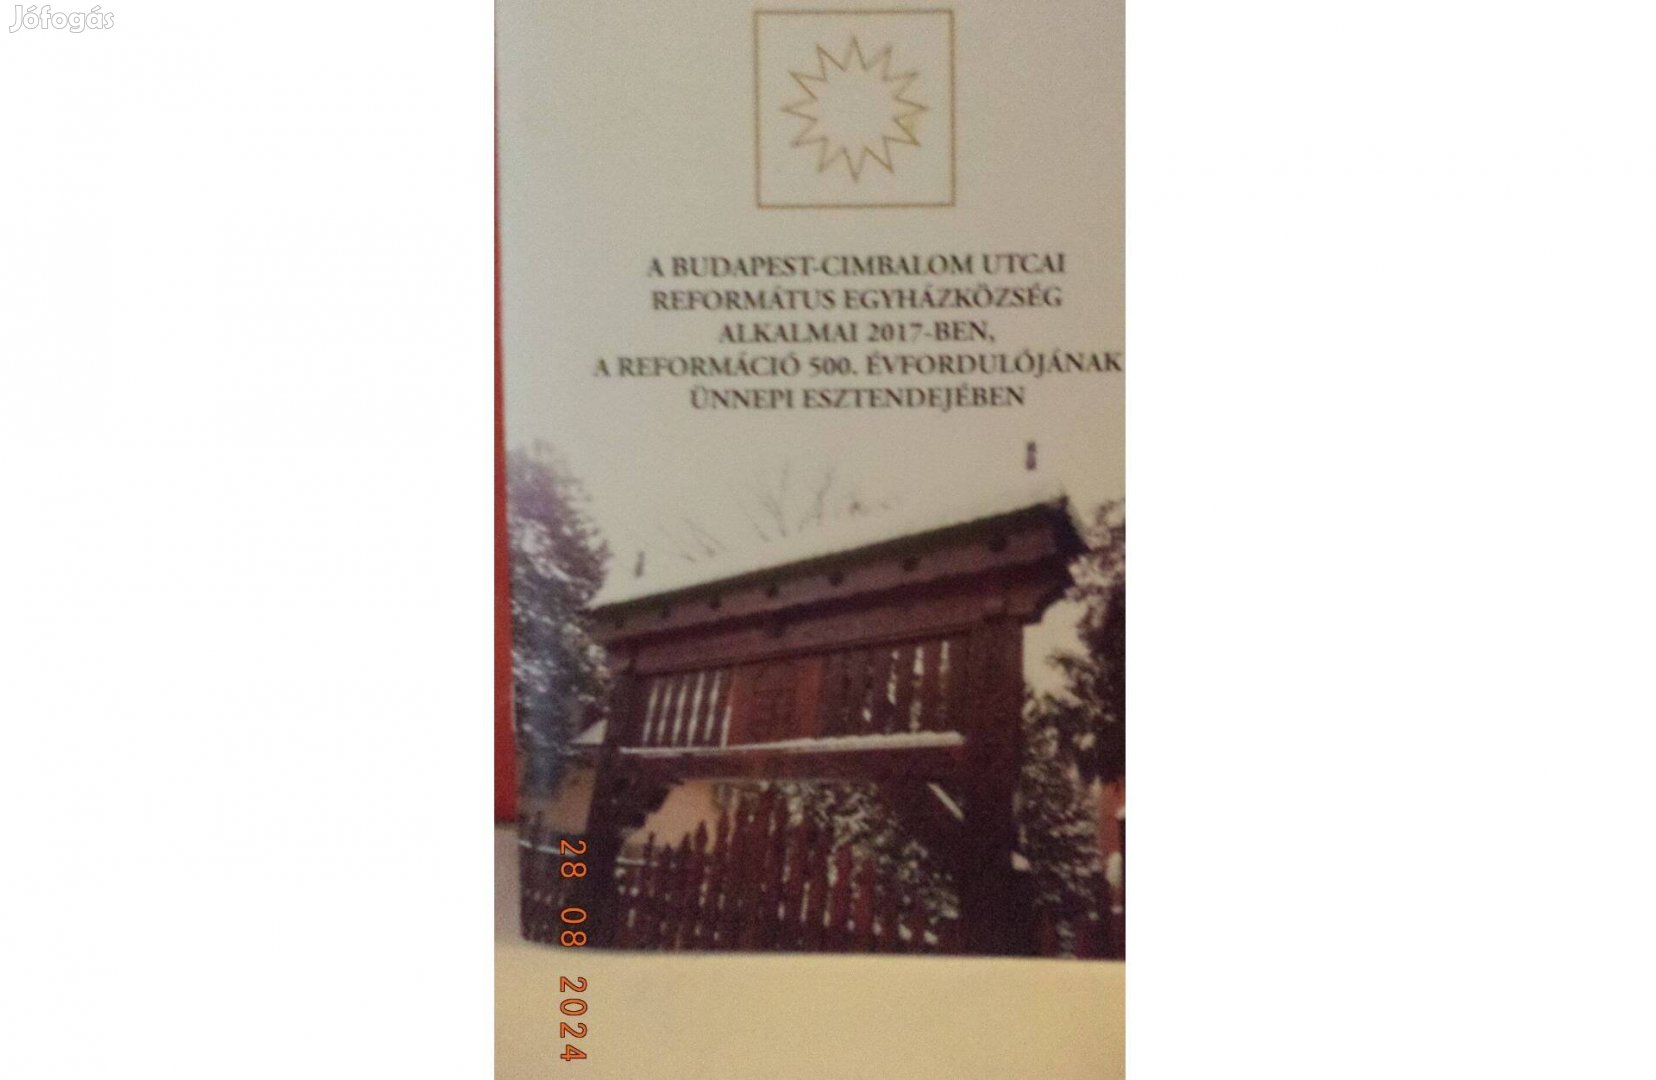 Jófogás
A BUDAPEST-CIMBALOM UTCAI
REFORMÁTUS EGYHÁZKÖZSÉG
ALKALMAI 2017-BEN,
A REFORMÁCIÓ 500. ÉVFORDULÓJÁNAK
ÜNNEPI ESZTENDEJÉBEN
28 08 2024